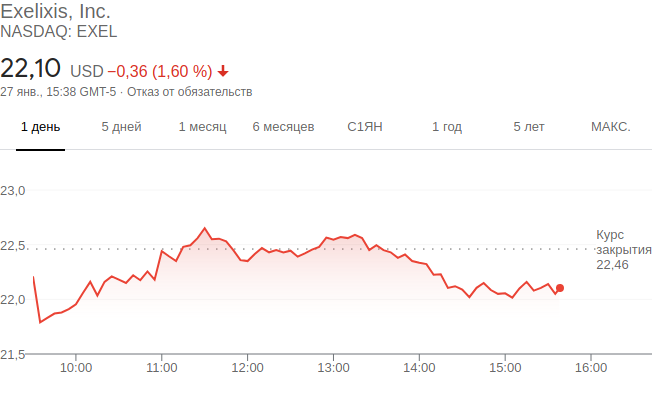 Exelixis, Inc.
NASDAQ: EXEL
22,10 USD −0,36 (1,60 %)
27 янв., 15:38 GMT-5 · Отказ от обязательств
1 день 5 дней 1 месяц 6 месяцев С1ЯН 1 год 5 лет МАКС.
23,0
22,5
22,0
21,5
Курс
закрытия
22,46
10:00 11:00 12:00 13:00 14:00 15:00 16:00